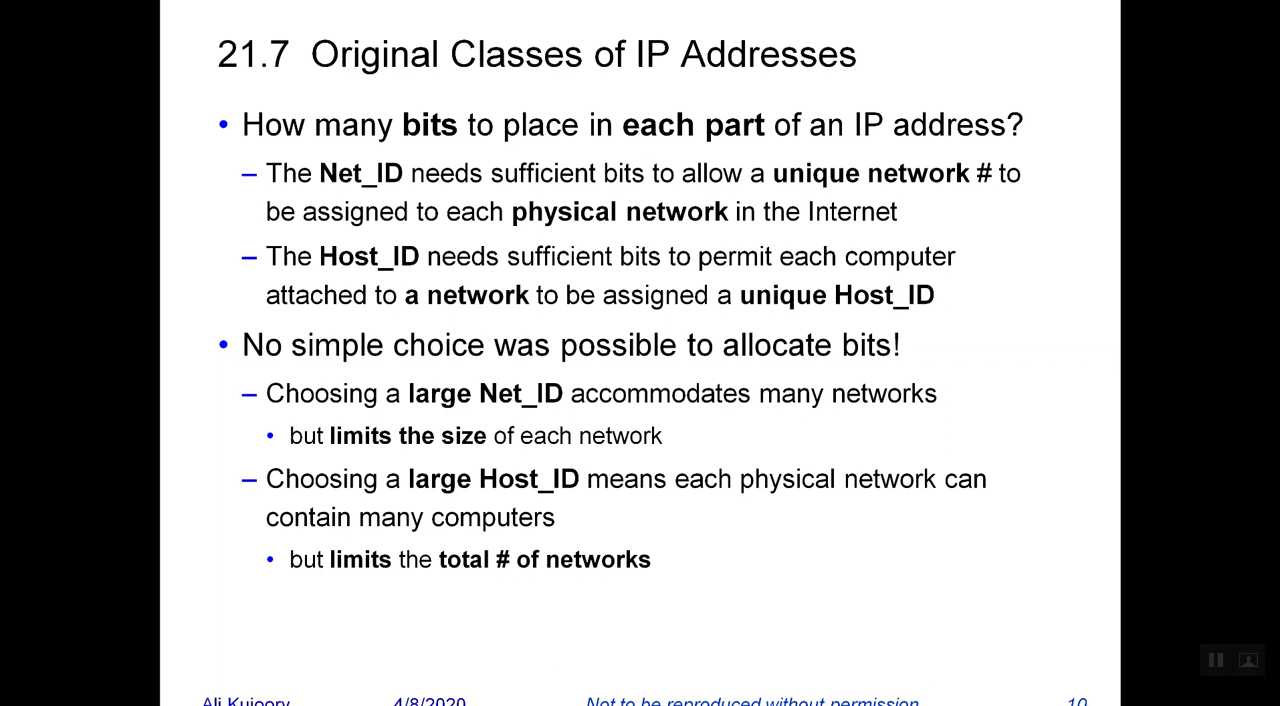 21.7 Original Classes of IP Addresses
• How many bits to place in each part of an IP address?
– The Net_ID needs sufficient bits to allow a unique network # to
be assigned to each physical network in the Internet
– The Host_ID needs sufficient bits to permit each computer
attached to a network to be assigned a unique Host_ID
• No simple choice was possible to allocate bits!
– Choosing a large Net_ID accommodates many networks
• but limits the size of each network
– Choosing a large Host_ID means each physical network can
contain many computers
• but limits the total # of networks
Ali Kujoory 4/8/2020 Not to be reproduced without permission 10